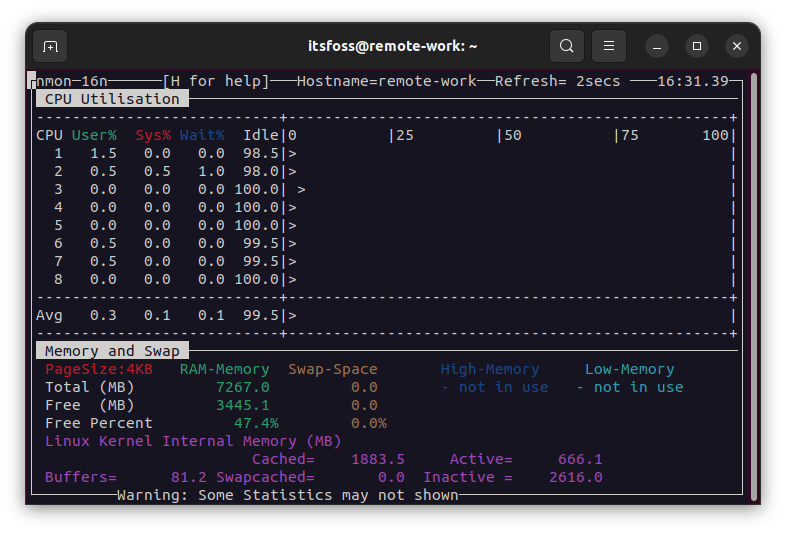 itsfoss@remote-work: ~
nmon─16n──────[H for help]───Hostname=remote-work──Refresh= 2secs ───16:31.39─
CPU Utilisation
---------------------------+-------------------------------------------------+
CPU User%  Sys% Wait%  Idle|0          |25         |50          |75       100|
  1   1.5   0.0   0.0  98.5|>                                                |
  2   0.5   0.5   1.0  98.0|>                                                |
  3   0.0   0.0   0.0 100.0| >                                               |
  4   0.0   0.0   0.0 100.0|>                                                |
  5   0.0   0.0   0.0 100.0|>                                                |
  6   0.5   0.0   0.0  99.5|>                                                |
  7   0.5   0.0   0.0  99.5|>                                                |
  8   0.0   0.0   0.0 100.0|>                                                |
---------------------------+-------------------------------------------------+
Avg   0.3   0.1   0.1  99.5|>                                                |
---------------------------+-------------------------------------------------+
Memory and Swap
PageSize:4KB   RAM-Memory  Swap-Space       High-Memory     Low-Memory
Total (MB)         7267.0         0.0       - not in use   - not in use
Free  (MB)         3445.1         0.0
Free Percent         47.4%        0.0%
Linux Kernel Internal Memory (MB)
                       Cached=    1883.5     Active=     666.1
Buffers=      81.2 Swapcached=       0.0  Inactive =    2616.0
Warning: Some Statistics may not shown